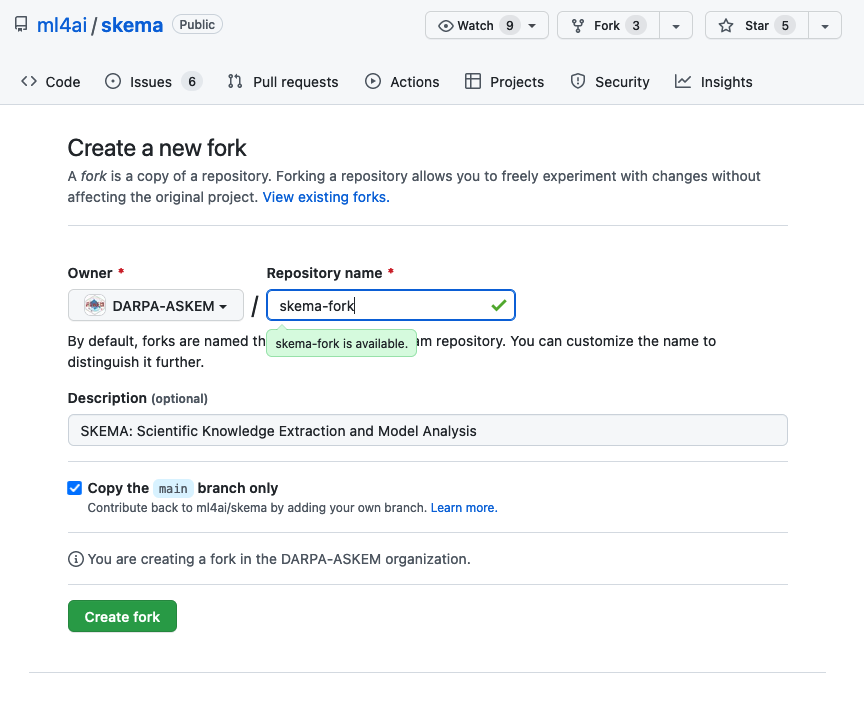 ml4ai / skema Public Watch 9 Fork 3 Star 5
Code Issues 6 Pull requests Actions Projects Security Insights
Create a new fork
A fork is a copy of a repository. Forking a repository allows you to freely experiment with changes without
affecting the original project. View existing forks.
Owner * Repository name *
DARPA-ASKEM / skema-fork
By default, forks are named th am repository. You can customize the name to
skema-fork is available.
distinguish it further.
Description (optional)
SKEMA: Scientific Knowledge Extraction and Model Analysis
Copy the main branch only
Contribute back to ml4ai/skema by adding your own branch. Learn more.
You are creating a fork in the DARPA-ASKEM organization.
Create fork